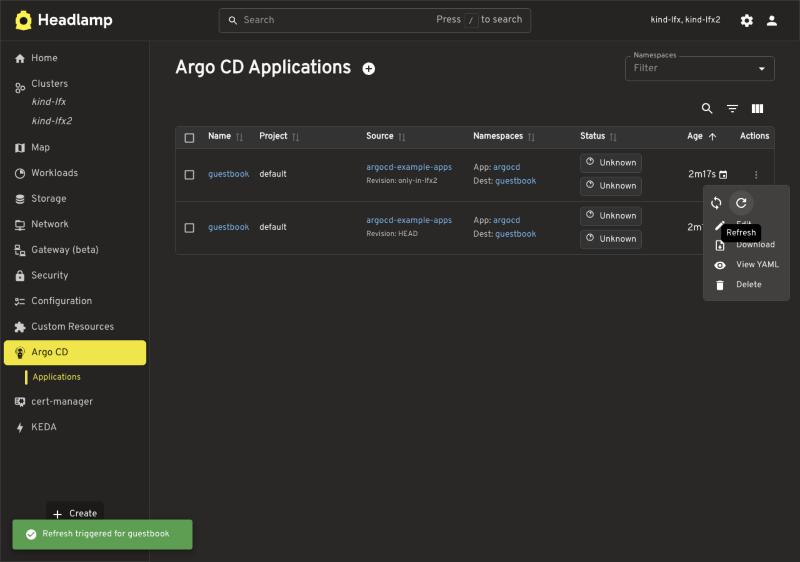 Headlamp
Search
Press / to search
kind-lfx, kind-lfx2
Home
Clusters
kind-lfx
kind-lfx2
Map
Workloads
Storage
Network
Gateway (beta)
Security
Configuration
Custom Resources
Argo CD
Applications
cert-manager
KEDA
Create
Argo CD Applications
Namespaces
Filter
Name Project Source Namespaces Status Age Actions
guestbook default argocd-example-apps App: argocd Unknown 2m17s
Revision: only-in-lfx2 Dest: guestbook Unknown
guestbook default argocd-example-apps App: argocd Unknown
Revision: HEAD Dest: guestbook Unknown
Refresh
Download
View YAML
Delete
Refresh triggered for guestbook